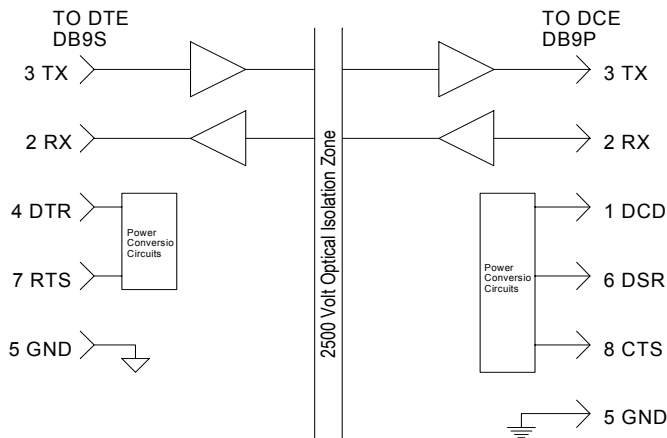 TO DTE
DB9S
TO DCE
DB9P
3 TX
3 TX
2 RX
2 RX
4 DTR
1 DCD
Power
Conversio
Circuits
7 RTS
Power
Conversio
Circuits
6 DSR
5 GND
8 CTS
5 GND
2500 Volt Optical Isolation Zone